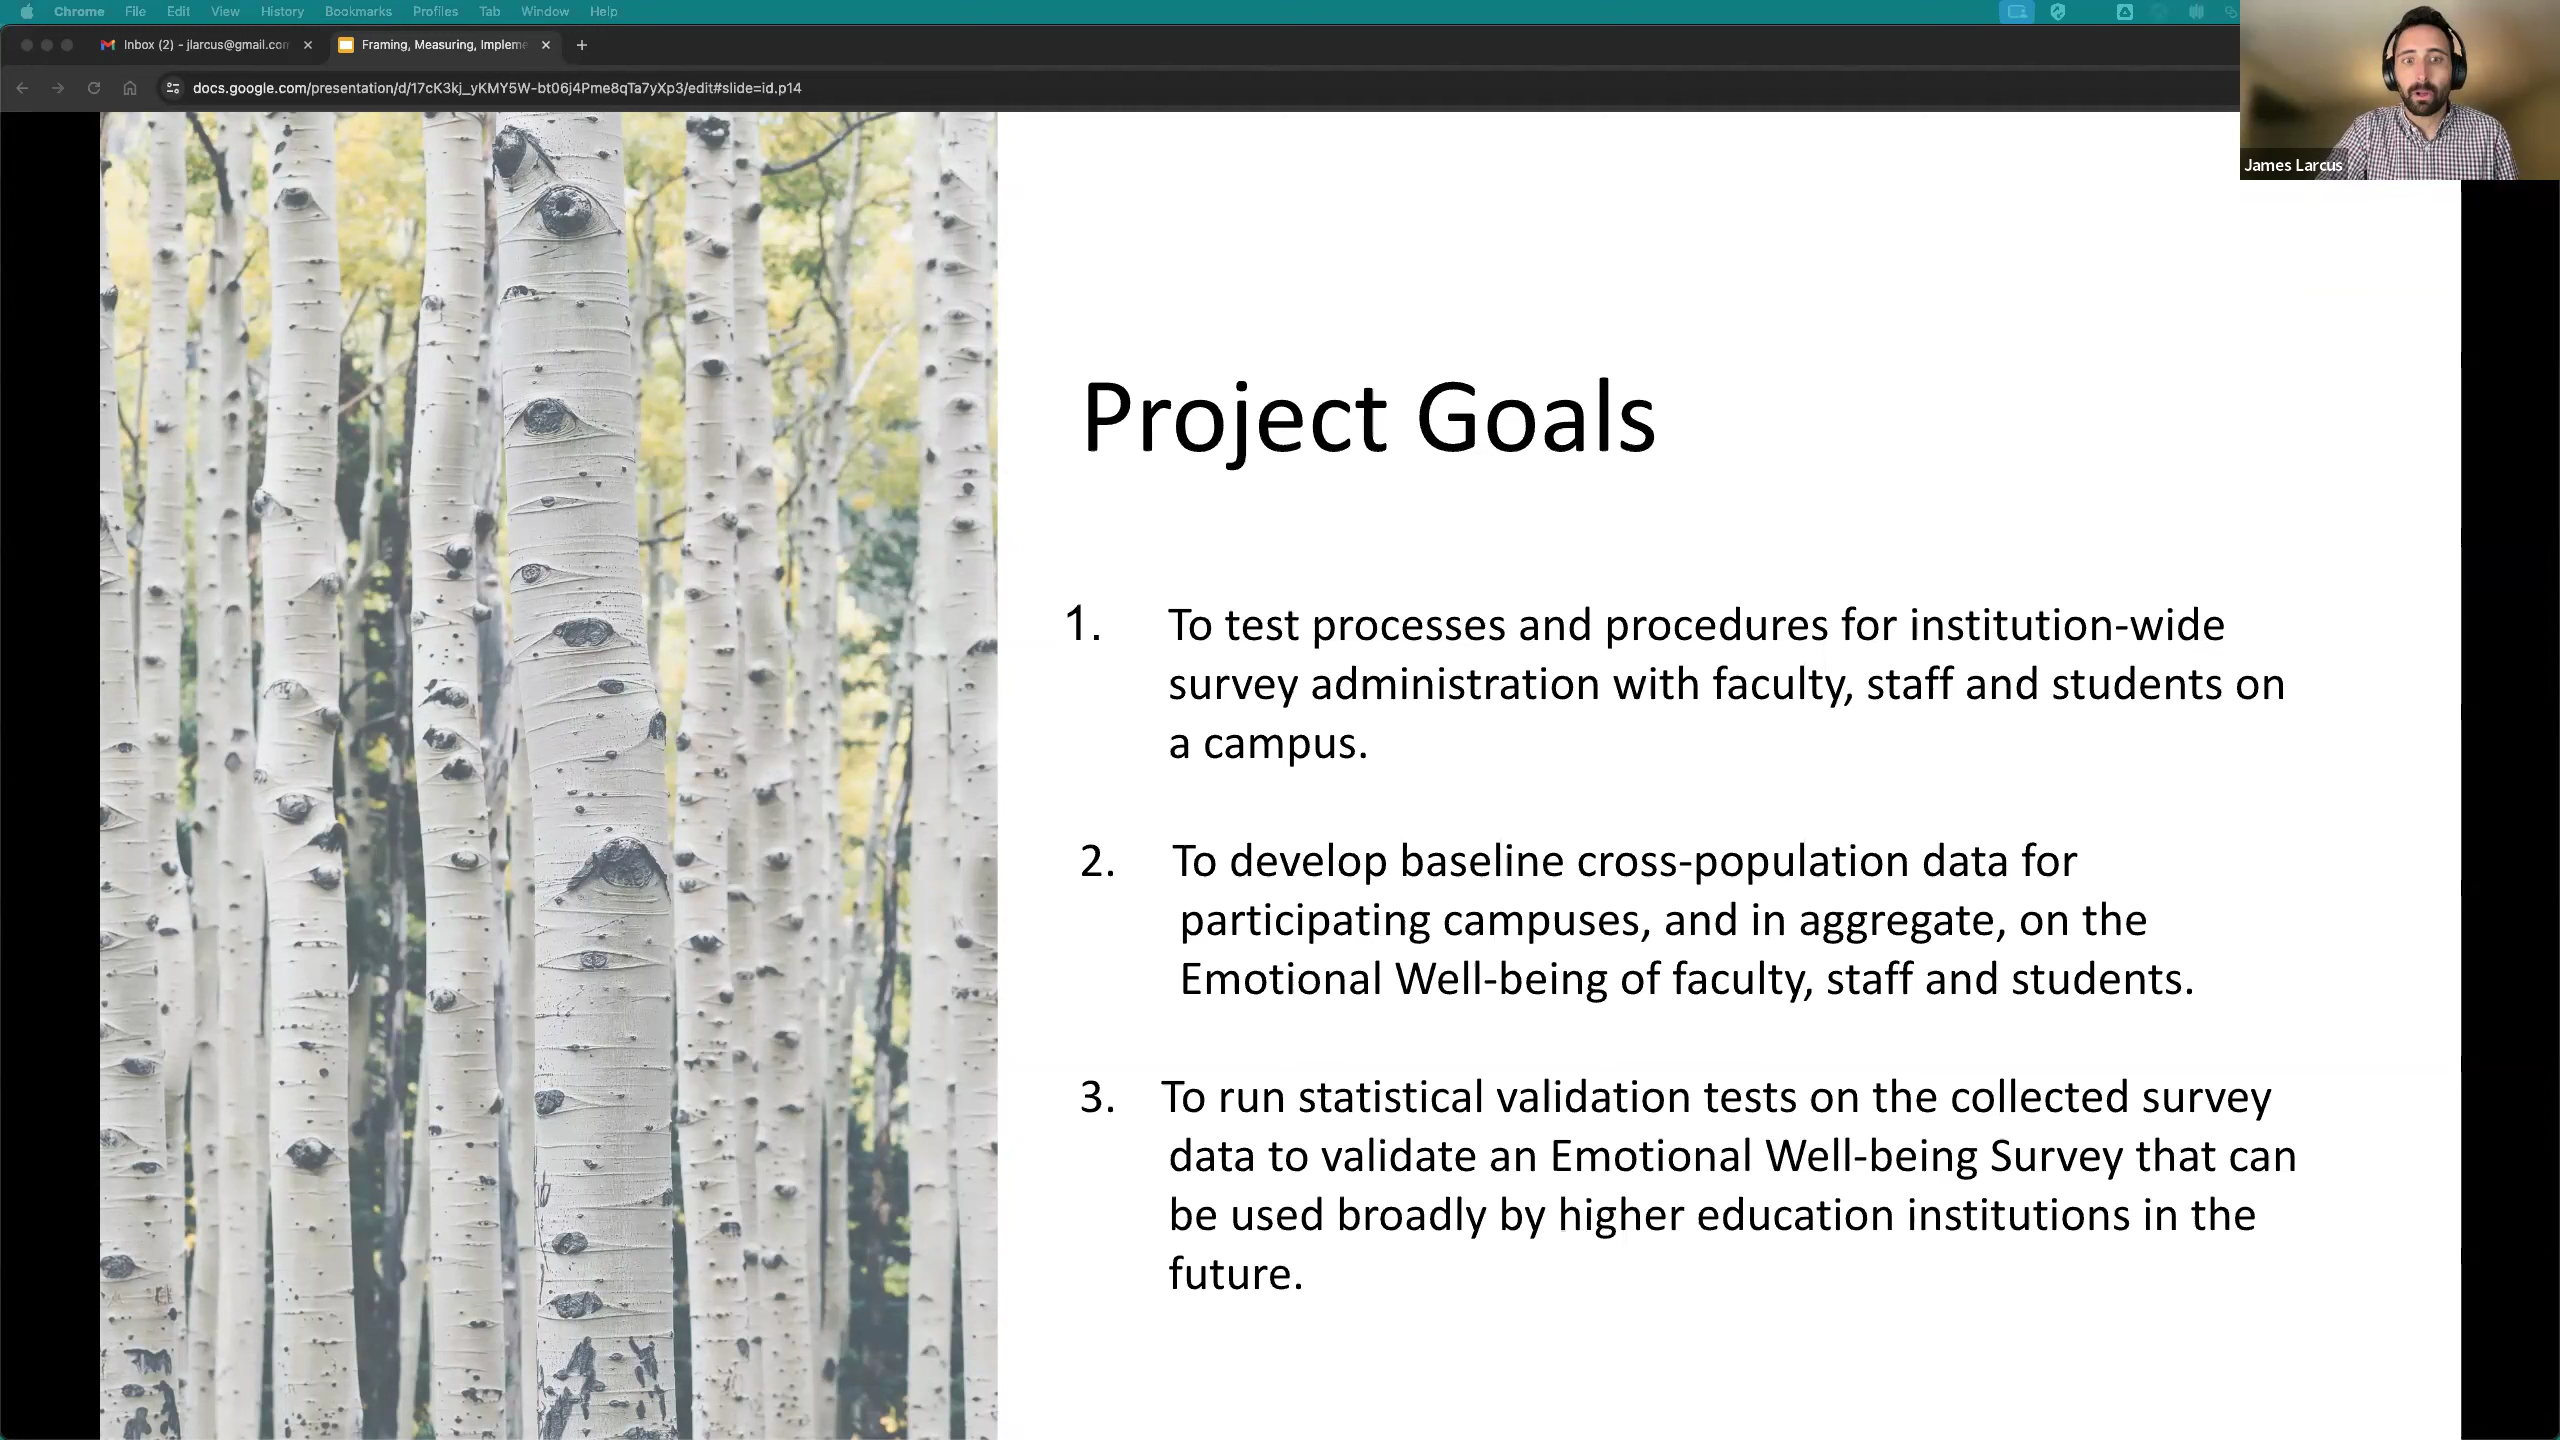 Chrome File Edit View History Bookmarks Profiles Tab Window Help
Inbox (2) - jlarcus@gmail.con
Framing, Measuring, Impleme
docs.google.com/presentation/d/17cK3kj_yKMY5W-bt06j4Pme8qTa7yXp3/edit#slide=id.p14
James Larcus
Project Goals
1. To test processes and procedures for institution-wide
survey administration with faculty, staff and students on
a campus.
2. To develop baseline cross-population data for
participating campuses, and in aggregate, on the
Emotional Well-being of faculty, staff and students.
3. To run statistical validation tests on the collected survey
data to validate an Emotional Well-being Survey that can
be used broadly by higher education institutions in the
future.